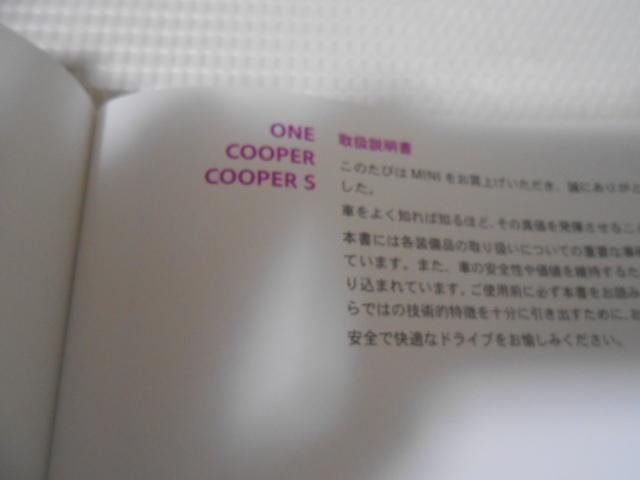 ONE
COOPER
COOPER S
取扱説明書
このたびは MINI をお買上げいただき、誠にありがと
した。
車をよく知れば知るほど、その真価を発揮させるこ
本書には各装備品の取り扱いについての重要な事
ています。また、車の安全性や価値を維持するた
り込まれています。ご使用前に必ず本書をお読み
らではの技術的特徴を十分に引き出すために、お
安全で快適なドライブをお愉しみください。